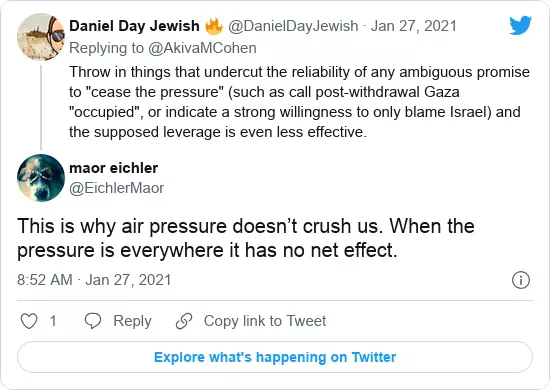 Daniel Day Jewish 🔥 @DanielDayJewish · Jan 27, 2021
Replying to @AkivaMCohen
Throw in things that undercut the reliability of any ambiguous promise
to "cease the pressure" (such as call post-withdrawal Gaza
"occupied", or indicate a strong willingness to only blame Israel) and
the supposed leverage is even less effective.
maor eichler
@EichlerMaor
This is why air pressure doesn’t crush us. When the
pressure is everywhere it has no net effect.
8:52 AM · Jan 27, 2021
1 Reply Copy link to Tweet
Explore what's happening on Twitter